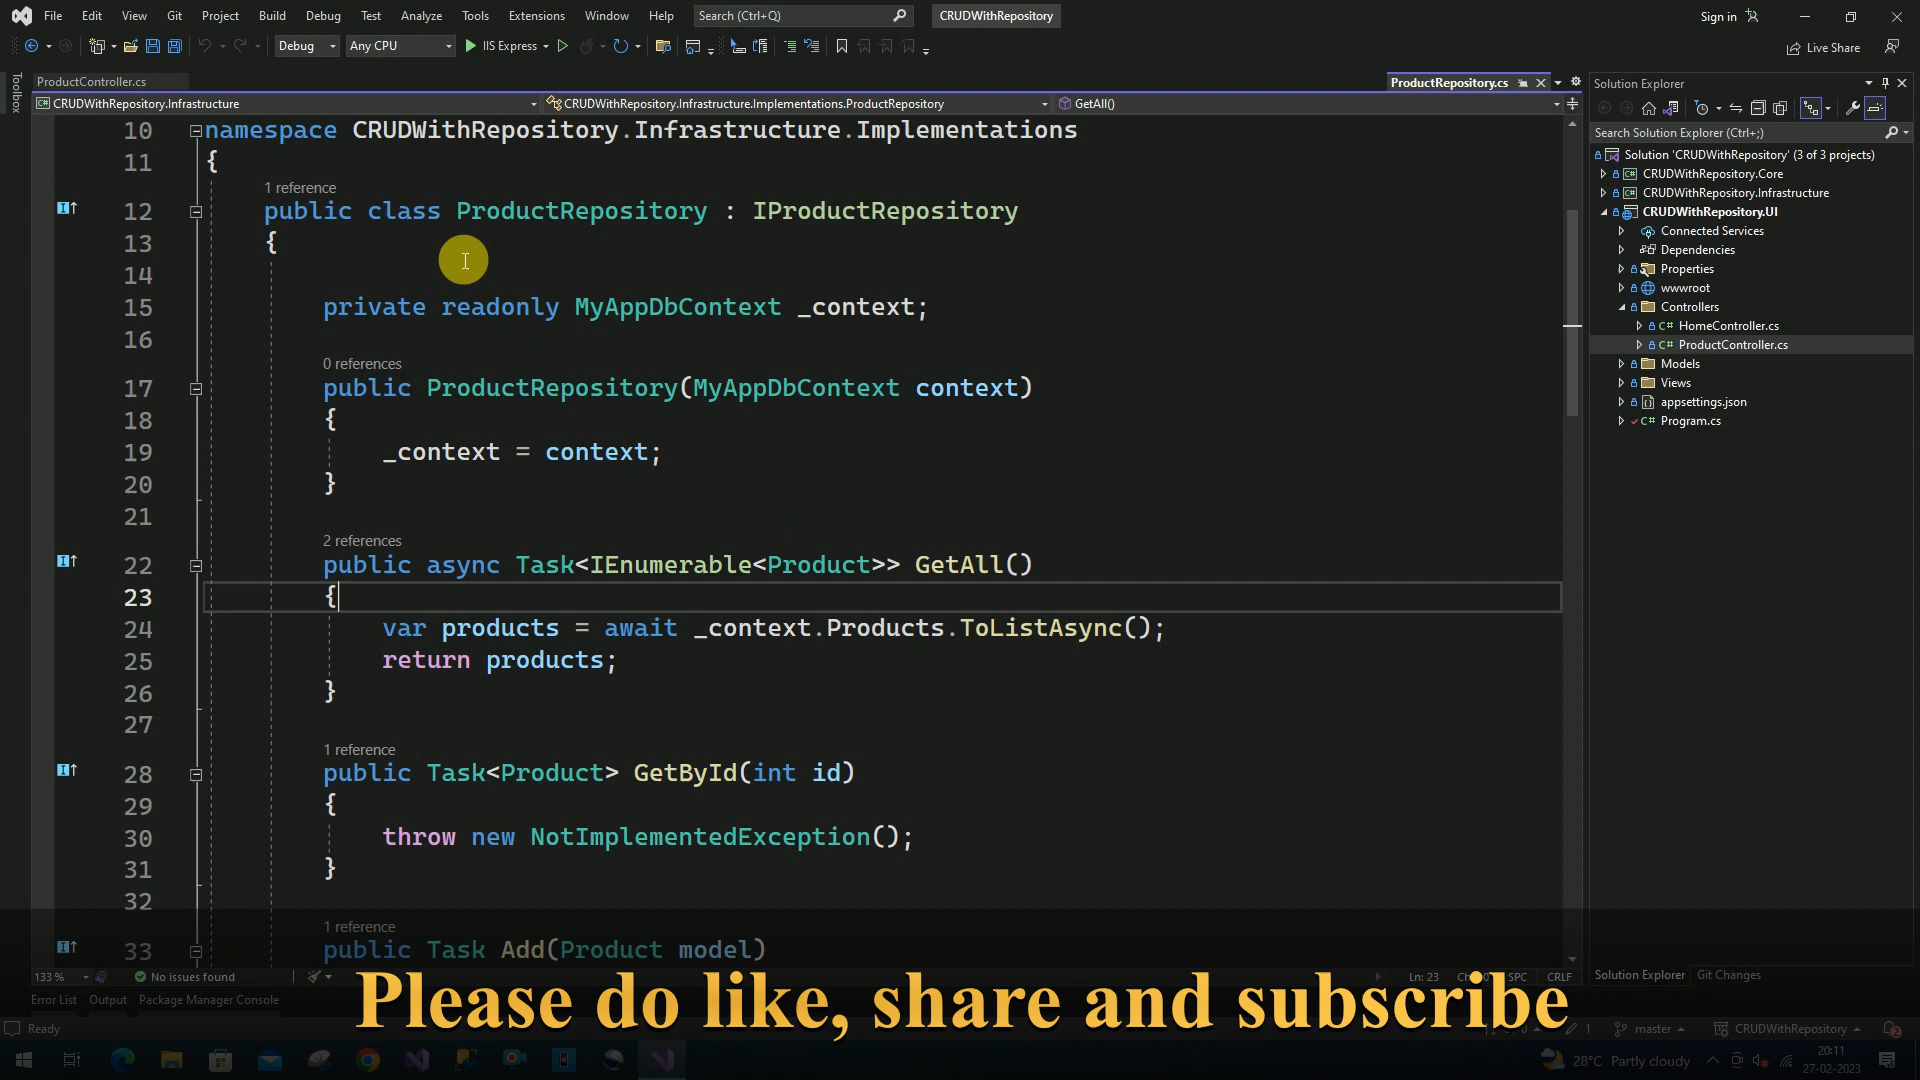 File Edit View Git Project Build Debug Test Analyze Tools Extensions Window Help Search (Ctrl+Q) CRUDWithRepository Sign in
Debug Any CPU IIS Express Live Share
Toolbox
ProductController.cs ProductRepository.cs
CRUDWithRepository.Infrastructure CRUDWithRepository.Infrastructure.Implementations.ProductRepository GetAll()
10 namespace CRUDWithRepository.Infrastructure.Implementations
11 {
1 reference
12 public class ProductRepository : IProductRepository
13 {
14
15 private readonly MyAppDbContext _context;
16
0 references
17 public ProductRepository(MyAppDbContext context)
18 {
19 _context = context;
20 }
21
2 references
22 public async Task<IEnumerable<Product>> GetAll()
23 {
24 var products = await _context.Products.ToListAsync();
25 return products;
26 }
27
1 reference
28 public Task<Product> GetById(int id)
29 {
30 throw new NotImplementedException();
31 }
32
1 reference
33 public Task Add(Product model)
133 % No issues found Ln: 23 SPC CRLF
Error List Output Package Manager Console
Please do like, share and subscribe
Ready 0 1 master CRUDWithRepository 2
Solution Explorer
Search Solution Explorer (Ctrl+;)
Solution 'CRUDWithRepository' (3 of 3 projects)
CRUDWithRepository.Core
CRUDWithRepository.Infrastructure
CRUDWithRepository.UI
Connected Services
Dependencies
Properties
wwwroot
Controllers
C# HomeController.cs
C# ProductController.cs
Models
Views
appsettings.json
C# Program.cs
Solution Explorer Git Changes
28°C Partly cloudy
20:11
27-02-2023